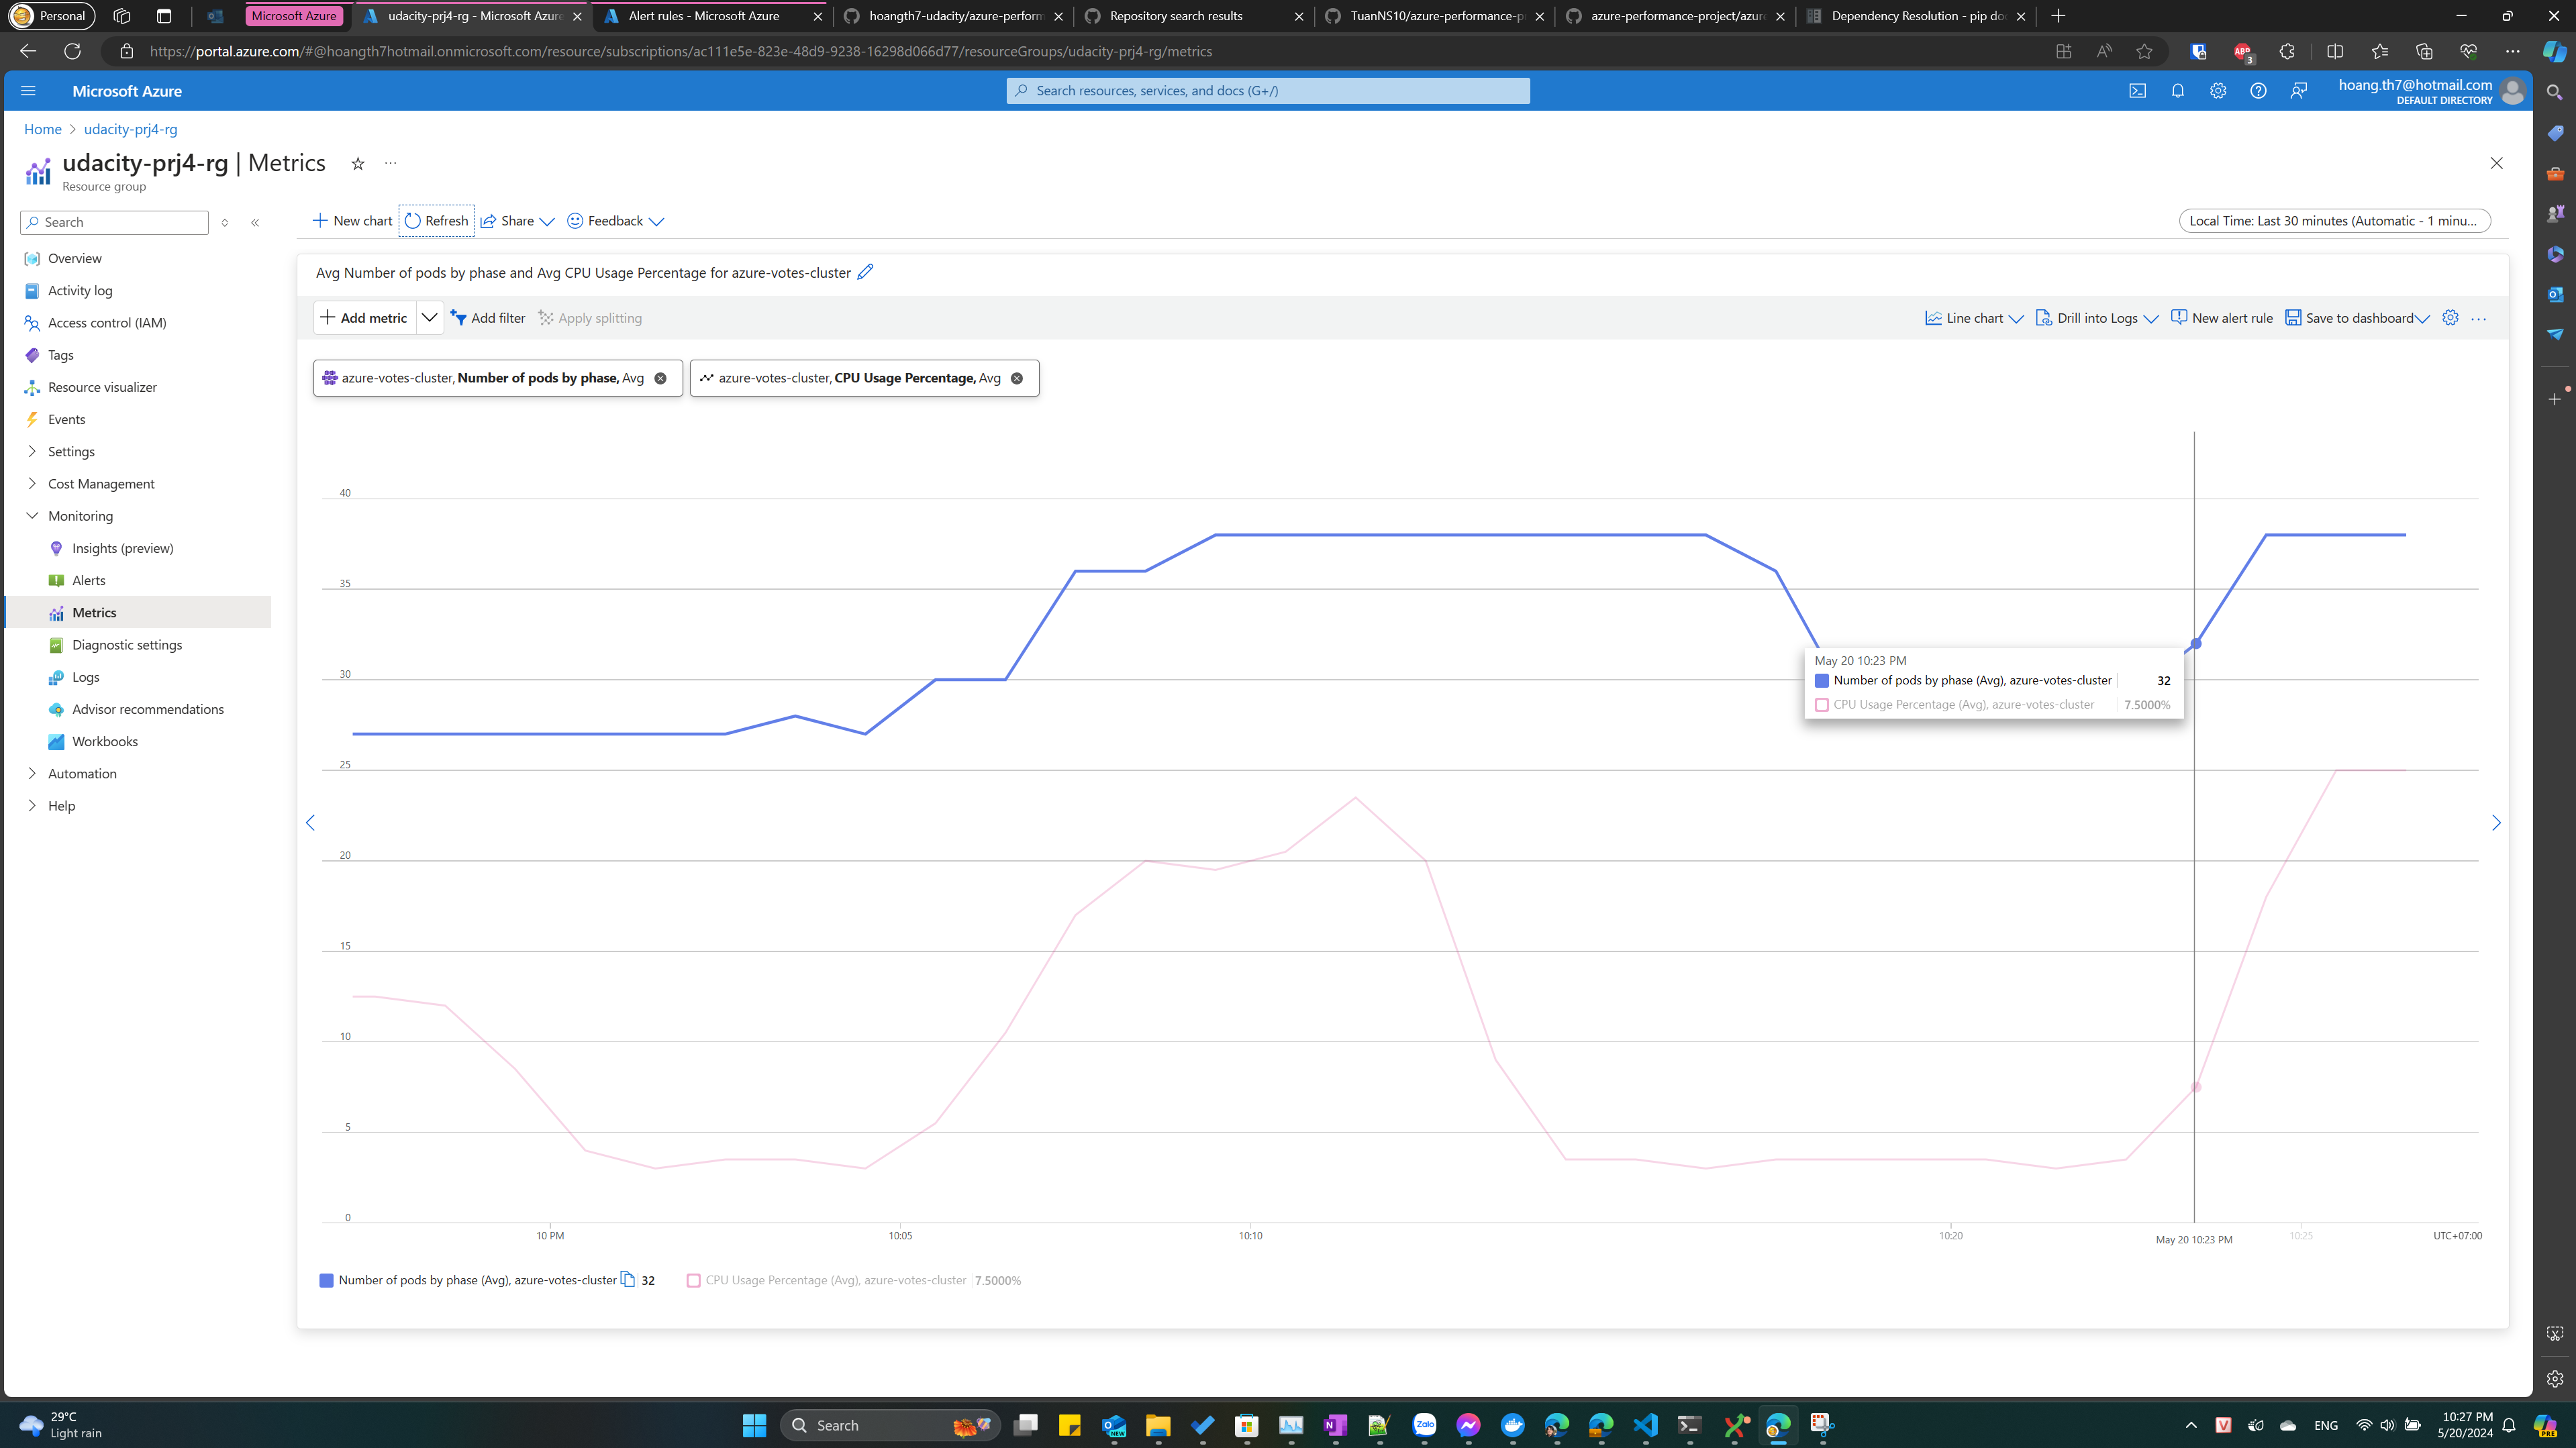 Personal
Microsoft Azure
udacity-prj4-rg - Microsoft Azure
Alert rules - Microsoft Azure
hoangth7-udacity/azure-perform
Repository search results
TuanNS10/azure-performance-p
azure-performance-project/azure
Dependency Resolution - pip do
https://portal.azure.com/#@hoangth7hotmail.onmicrosoft.com/resource/subscriptions/ac111e5e-823e-48d9-9238-16298d066d77/resourceGroups/udacity-prj4-rg/metrics
ABP
3
Microsoft Azure
Search resources, services, and docs (G+/)
hoang.th7@hotmail.com
DEFAULT DIRECTORY
Home > udacity-prj4-rg
udacity-prj4-rg | Metrics
Resource group
Search
New chart
Refresh
Share
Feedback
Local Time: Last 30 minutes (Automatic - 1 minu...
Overview
Activity log
Access control (IAM)
Tags
Resource visualizer
Events
Settings
Cost Management
Monitoring
Insights (preview)
Alerts
Metrics
Diagnostic settings
Logs
Advisor recommendations
Workbooks
Automation
Help
Avg Number of pods by phase and Avg CPU Usage Percentage for azure-votes-cluster
Add metric
Add filter
Apply splitting
Line chart
Drill into Logs
New alert rule
Save to dashboard
azure-votes-cluster, Number of pods by phase, Avg
azure-votes-cluster, CPU Usage Percentage, Avg
40
35
30
25
20
15
10
5
0
May 20 10:23 PM
Number of pods by phase (Avg), azure-votes-cluster 32
CPU Usage Percentage (Avg), azure-votes-cluster 7.5000%
10 PM
10:05
10:10
10:20
May 20 10:23 PM
10:25
UTC+07:00
Number of pods by phase (Avg), azure-votes-cluster 32
CPU Usage Percentage (Avg), azure-votes-cluster 7.5000%
29°C
Light rain
Search
NEW
Zalo
V
ENG
10:27 PM
5/20/2024
PRE